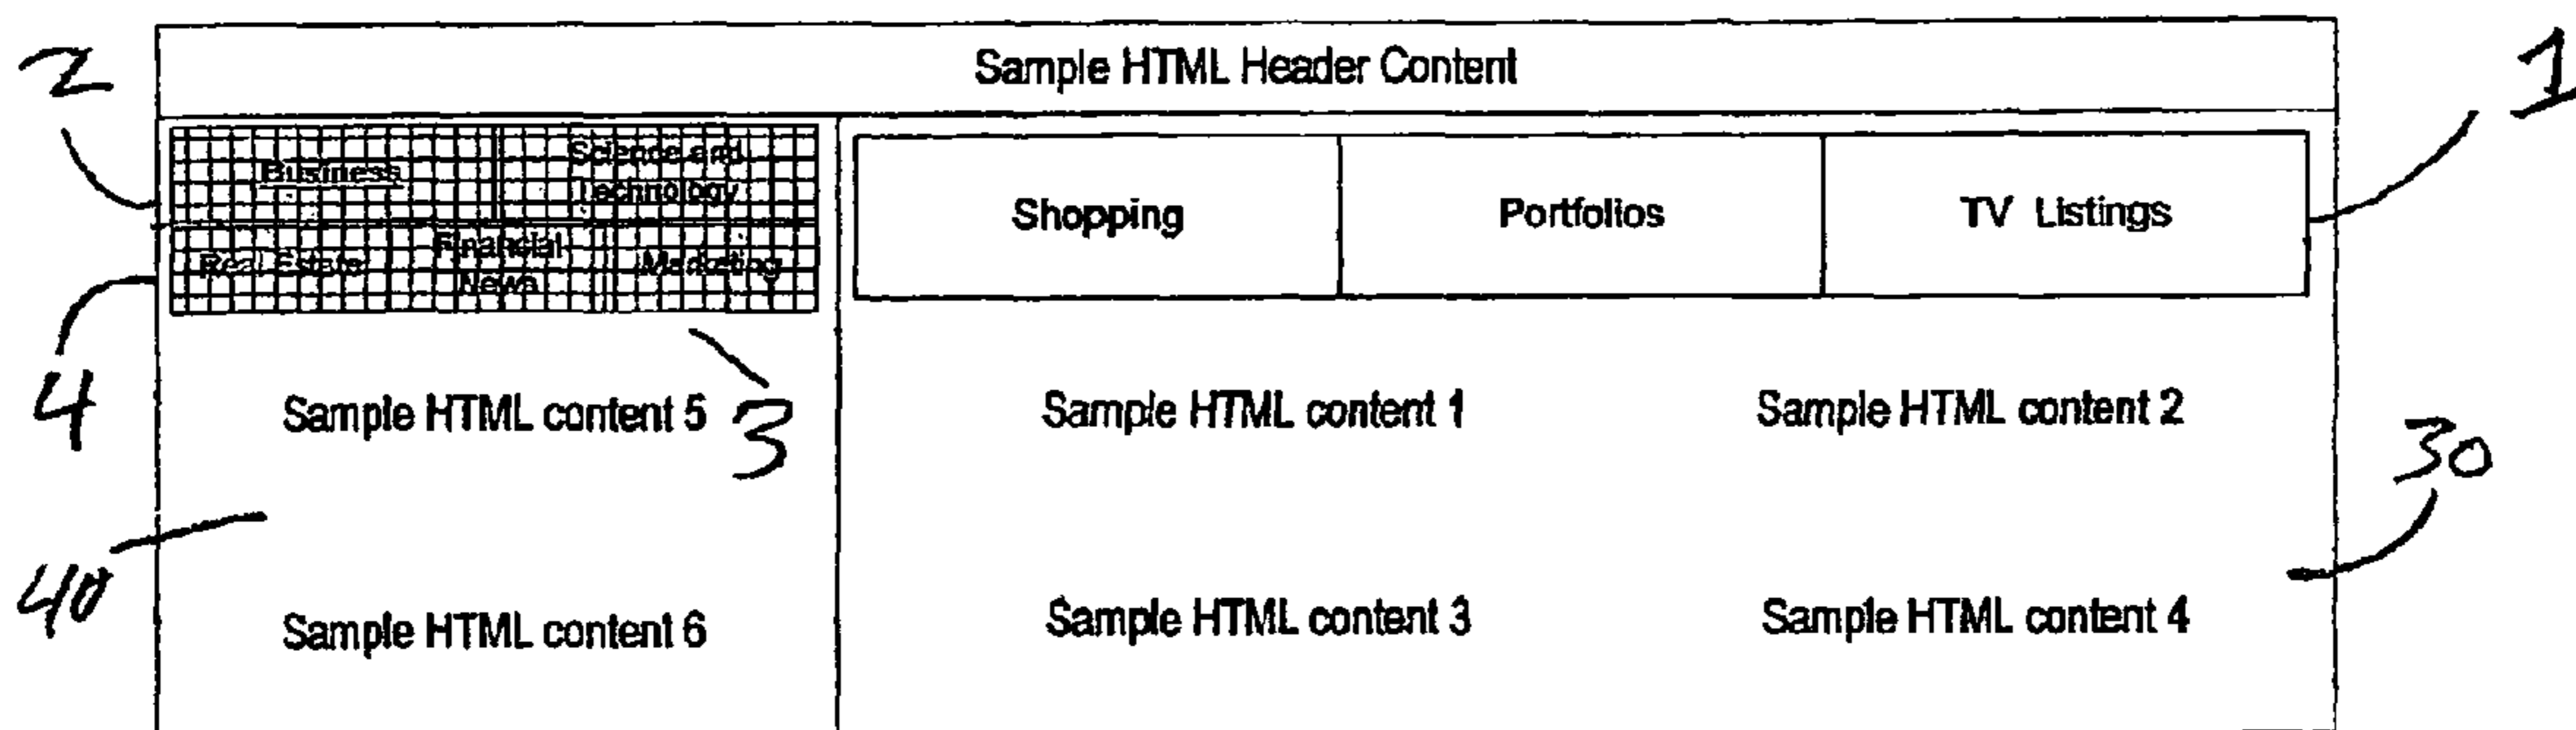 Sample HTML Header Content
2
1
Business
Science and
Technology
Shopping
Portfolios
TV Listings
Real Estate
Financial
News
Marketing
4
3
Sample HTML content 5
Sample HTML content 1
Sample HTML content 2
30
40
Sample HTML content 6
Sample HTML content 3
Sample HTML content 4